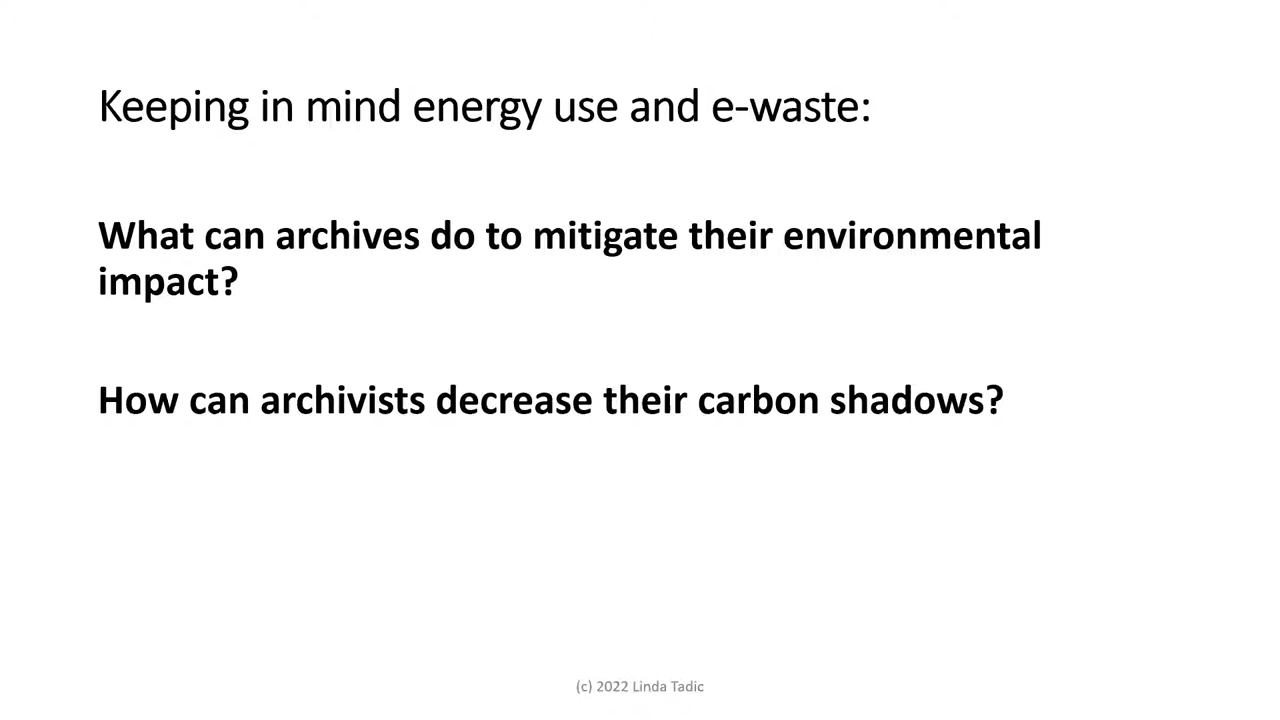 Keeping in mind energy use and e-waste:
What can archives do to mitigate their environmental
impact?
How can archivists decrease their carbon shadows?
(c) 2022 Linda Tadic